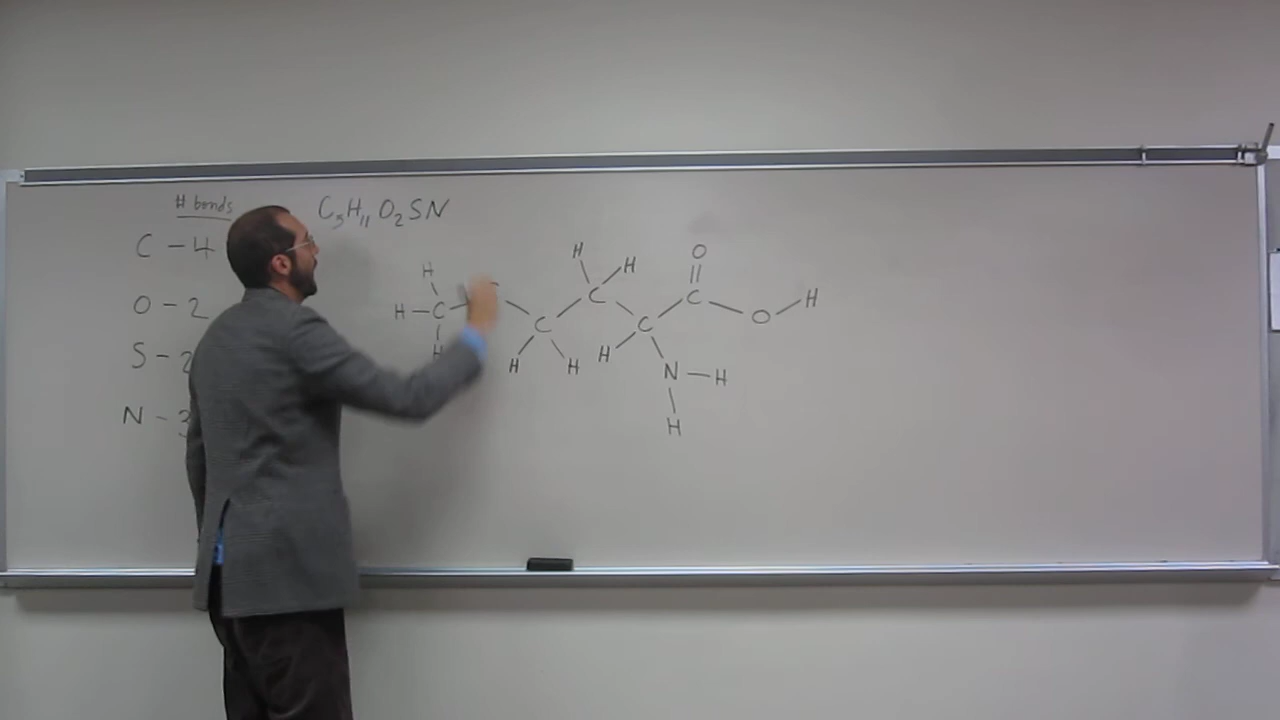 # bonds
C₅H₁₁O₂SN
C – 4
O – 2
S – 2
N – 3
H H O
H H
H – C C C O
H C C
H H H N – H
H